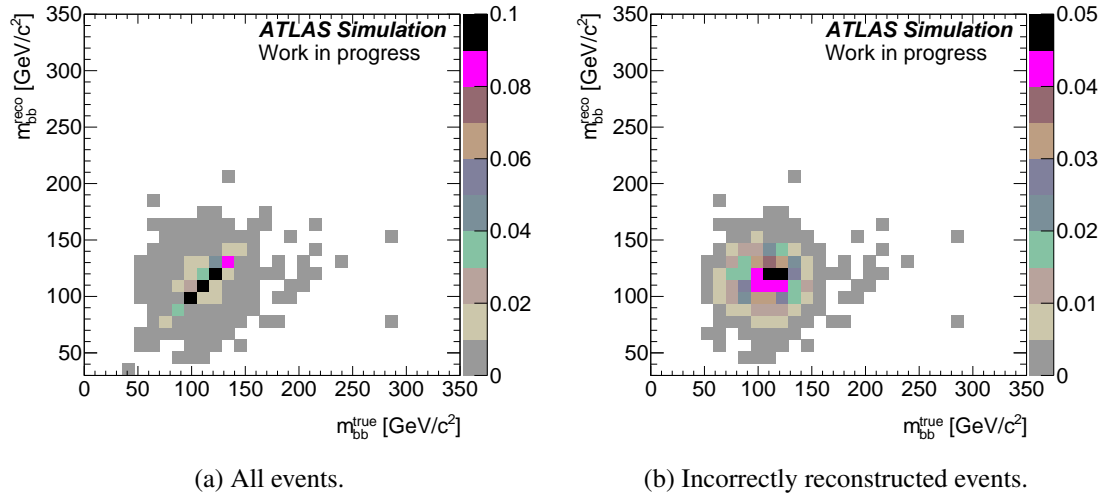 m_bb^reco [GeV/c²]
350
300
250
200
150
100
50
ATLAS Simulation
Work in progress
0.1
0.08
0.06
0.04
0.02
0
0 50 100 150 200 250 300 350
m_bb^true [GeV/c²]
(a) All events.
m_bb^reco [GeV/c²]
350
300
250
200
150
100
50
ATLAS Simulation
Work in progress
0.05
0.04
0.03
0.02
0.01
0
0 50 100 150 200 250 300 350
m_bb^true [GeV/c²]
(b) Incorrectly reconstructed events.